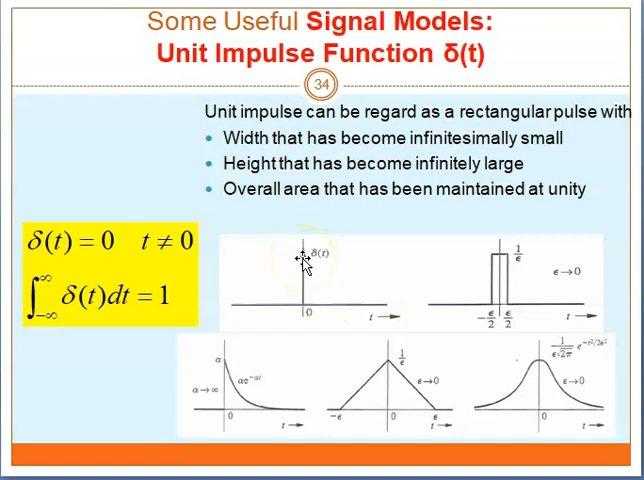 Some Useful Signal Models:
Unit Impulse Function δ(t)
34
Unit impulse can be regard as a rectangular pulse with
• Width that has become infinitesimally small
• Height that has become infinitely large
• Overall area that has been maintained at unity
δ(t) = 0 t ≠ 0
∫_{-∞}^{∞} δ(t)dt = 1
δ(t)
0
t →
1/ϵ
ϵ→0
-ϵ/2 ϵ/2
t →
α
αe^{-αt}
α→∞
0
t →
1/ϵ
ϵ→0
-ϵ 0 ϵ
t →
1/(ϵ√2π) e^{-t²/2ϵ²}
ϵ→0
0
t →